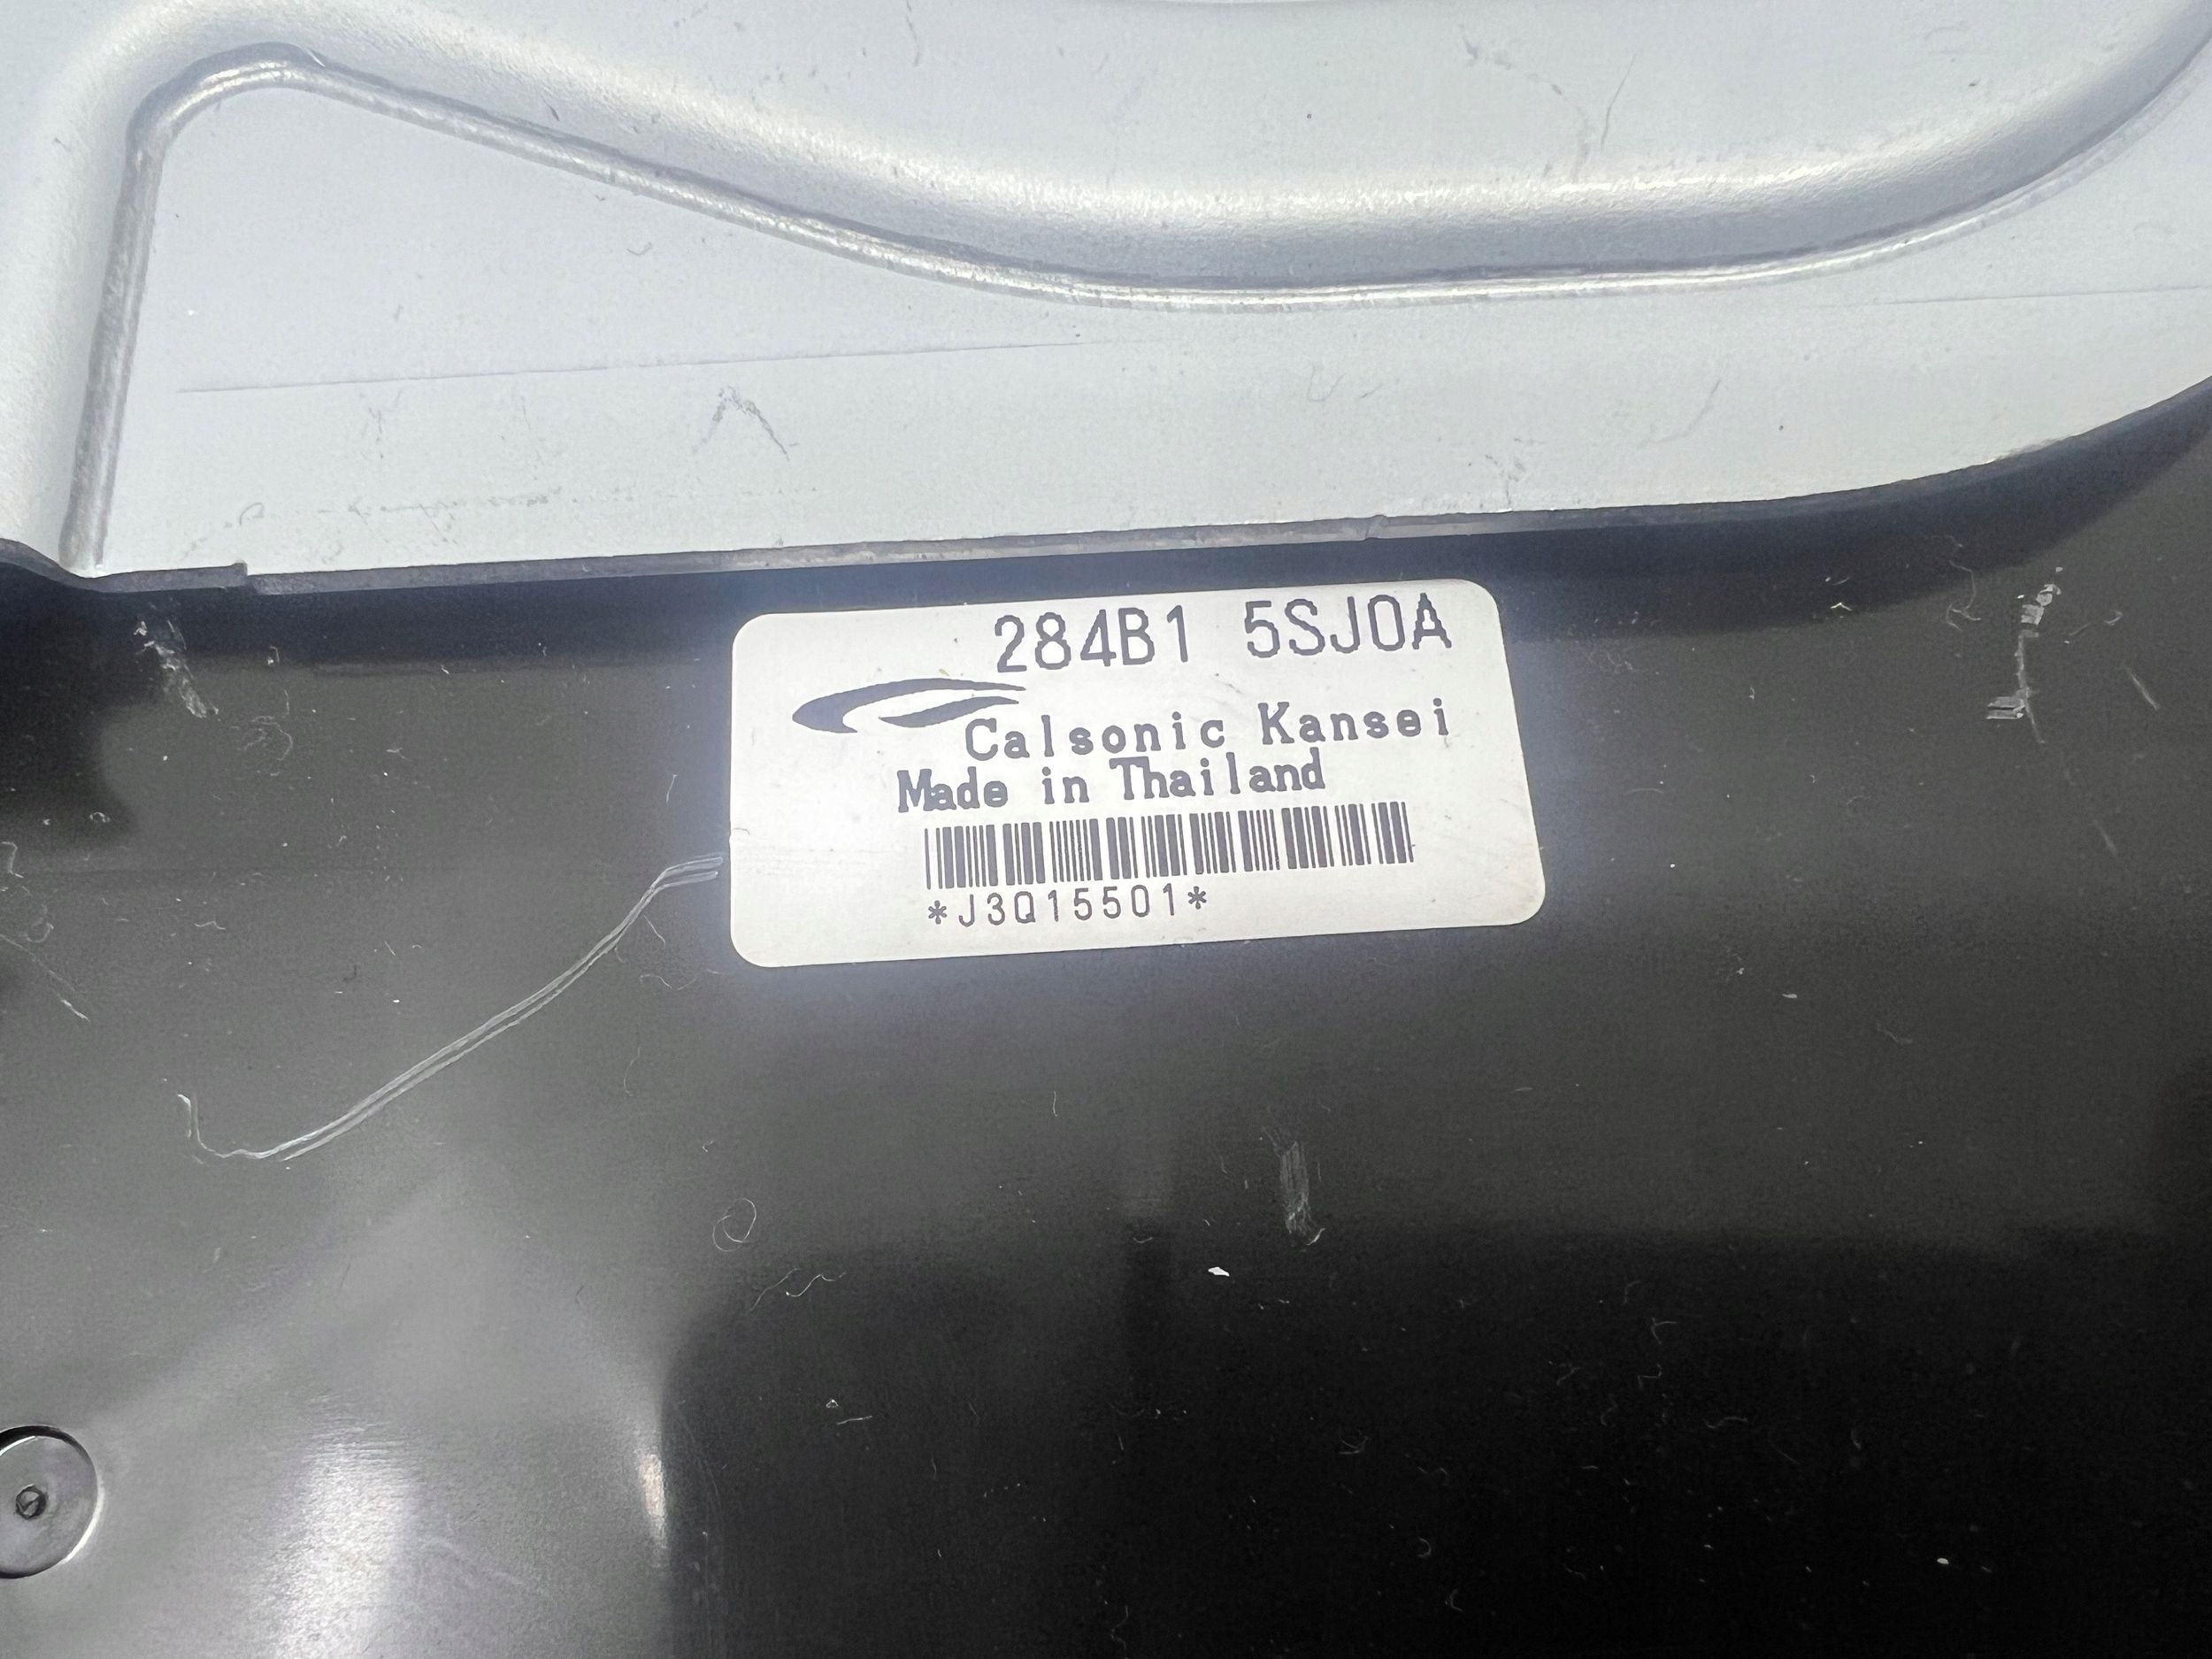 284B1 5SJ0A
Calsonic Kansei
Made in Thailand
*J3Q15501*